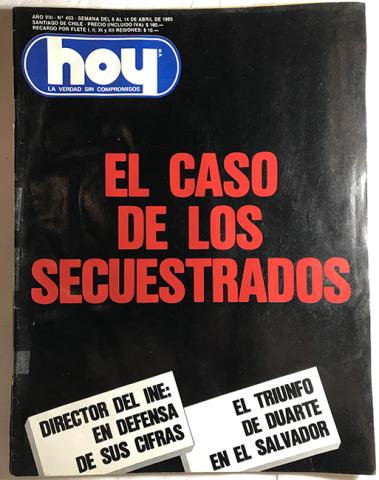 AÑO VIII - N° 403 - SEMANA DEL 8 AL 14 DE ABRIL DE 1985
SANTIAGO DE CHILE - PRECIO (INCLUIDO IVA) $ 160.—
RECARGO POR FLETE I, II, XI y XII REGIONES: $ 10.—
hoy
LA VERDAD SIN COMPROMISOS
EL CASO
DE LOS
SECUESTRADOS
DIRECTOR DEL INE:
EN DEFENSA
DE SUS CIFRAS
EL TRIUNFO
DE DUARTE
EN EL SALVADOR